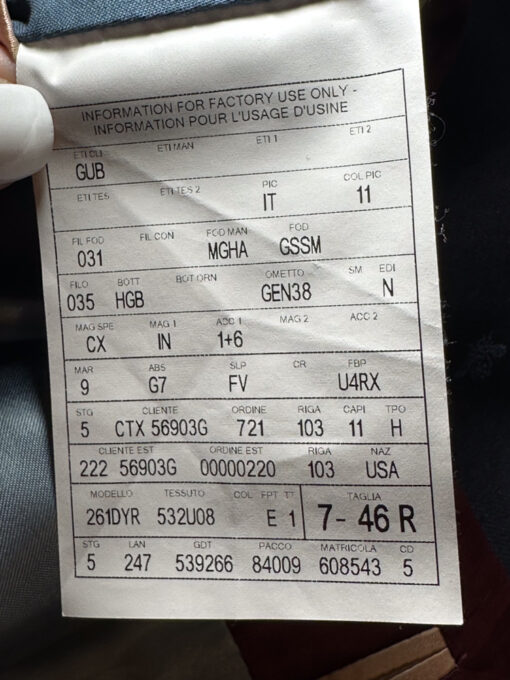 INFORMATION FOR FACTORY USE ONLY -
INFORMATION POUR L'USAGE D'USINE
ETI CLI ETI MAN ETI 1 ETI 2
GUB
ETI TES ETI TES 2 PIC COL PIC
IT 11
FIL FOD FIL CON FOD MAN FOD
031 MGHA GSSM
FILO BOTT BOT ORN OMETTO SM EDI
035 HGB GEN38 N
MAG SPE MAG 1 ACC 1 MAG 2 ACC 2
CX IN 1+6
MAR ABS SLP CR FBP
9 G7 FV U4RX
STG CLIENTE ORDINE RIGA CAPI TPO
5 CTX 56903G 721 103 11 H
CLIENTE EST ORDINE EST RIGA NAZ
222 56903G 00000220 103 USA
MODELLO TESSUTO COL FPT TT TAGLIA
261DYR 532U08 E 1 7- 46 R
STG LAN GDT PACCO MATRICOLA CD
5 247 539266 84009 608543 5